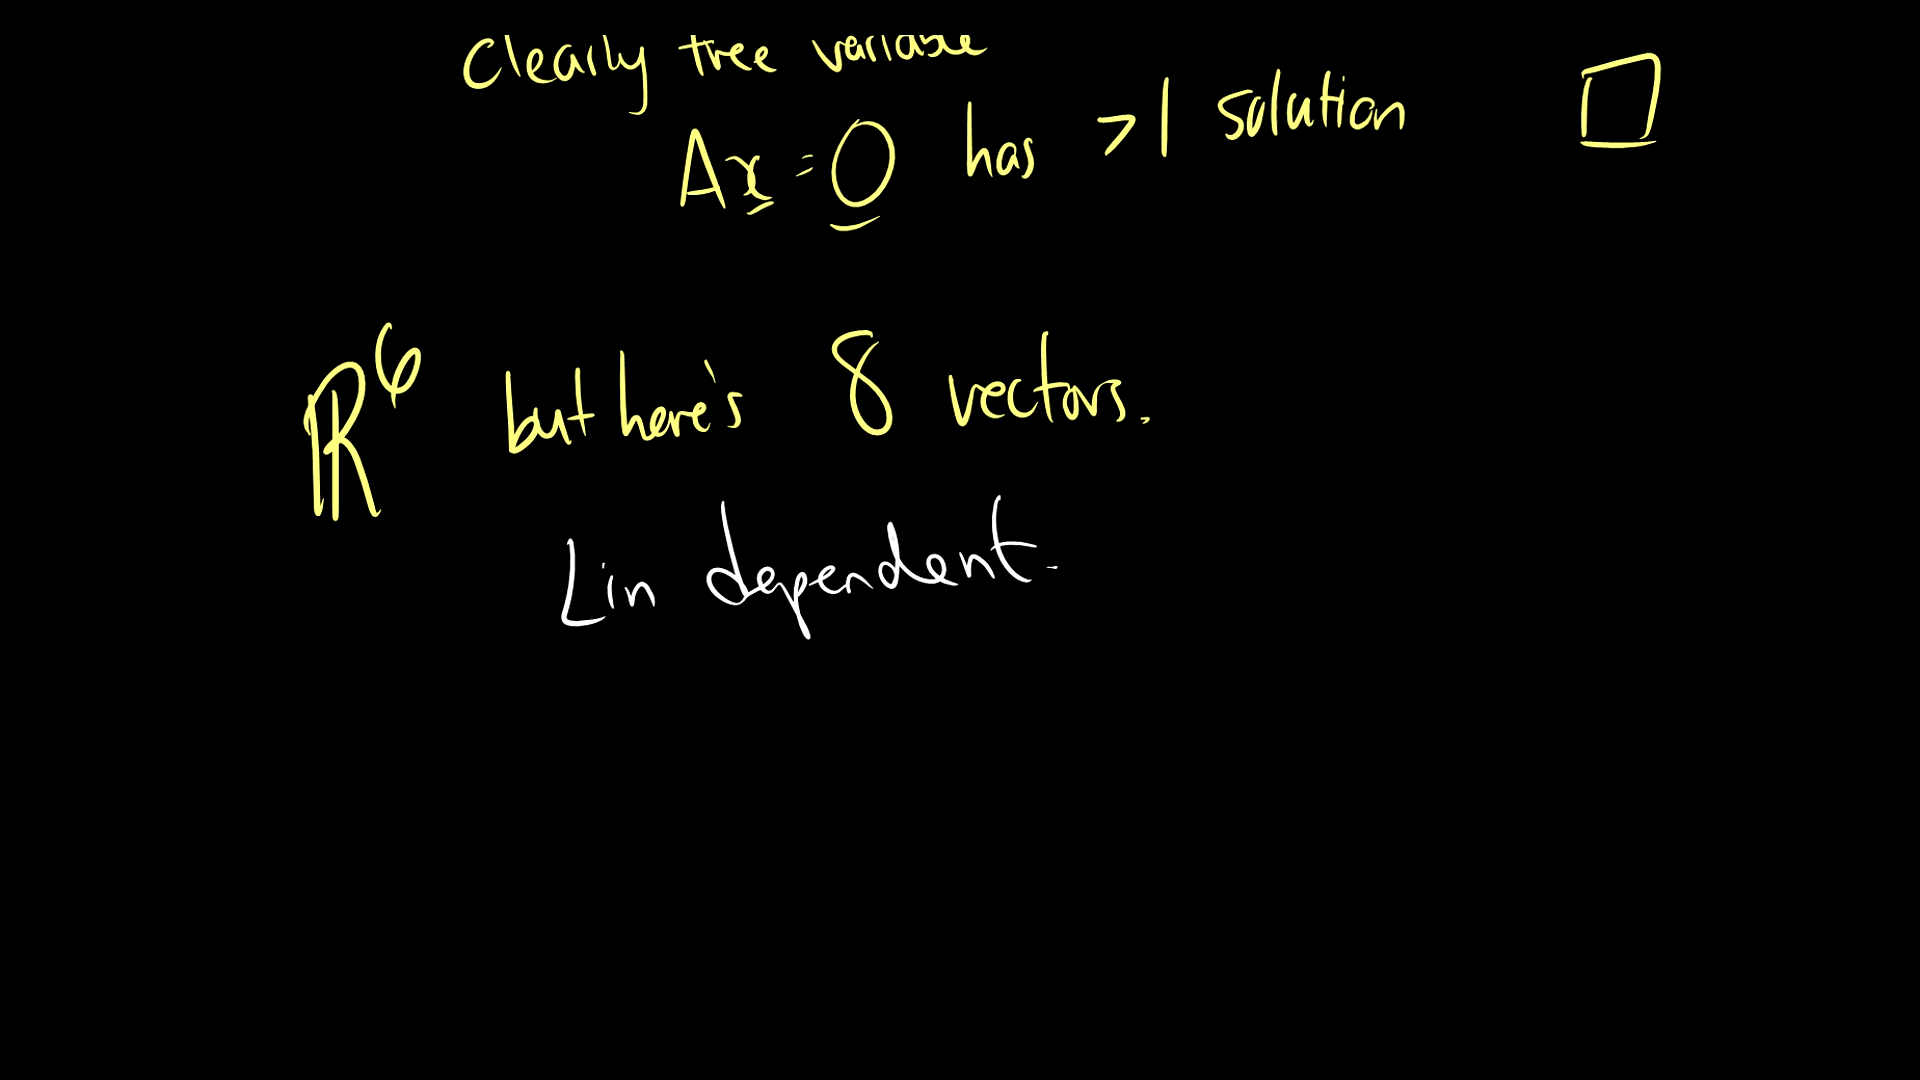 Clearly free variable
Ax = 0 has >1 solution □
ℝ⁶ but here's 8 vectors.
Lin dependent.